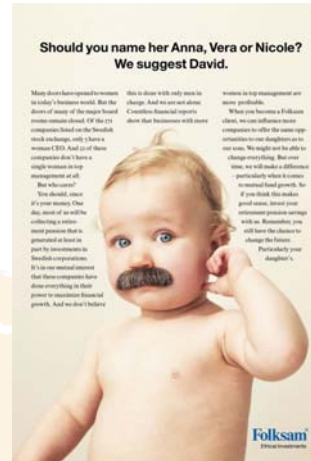 Should you name her Anna, Vera or Nicole?
We suggest David.
Many doors have opened to women
in today's business world. But the
doors of many of the major board
rooms remain closed. Of the 271
companies listed on the Swedish
stock exchange, only 7 have a
woman CEO. And 22 of these
companies don't have a
single woman in top
management at all.
But who cares?
You should, since
it's your money. One
day, most of us will be
collecting a retire-
ment pension that is
generated at least in
part by investments in
Swedish corporations.
It's in our mutual interest
that these companies have
done everything in their
power to maximize financial
growth. And we don't believe
this is done with only men in
charge. And we are not alone.
Countless financial reports
show that businesses with more
women in top management are
more profitable.
When you become a Folksam
client, we can influence more
companies to offer the same opp-
ortunities to our daughters as to
our sons. We might not be able to
change everything. But over
time, we will make a difference
- particularly when it comes
to mutual fund growth. So
if you think this makes
good sense, invest your
retirement pension savings
with us. Remember, you
still have the chance to
change the future.
Particularly your
daughter's.
Folksam
Ethical Investments